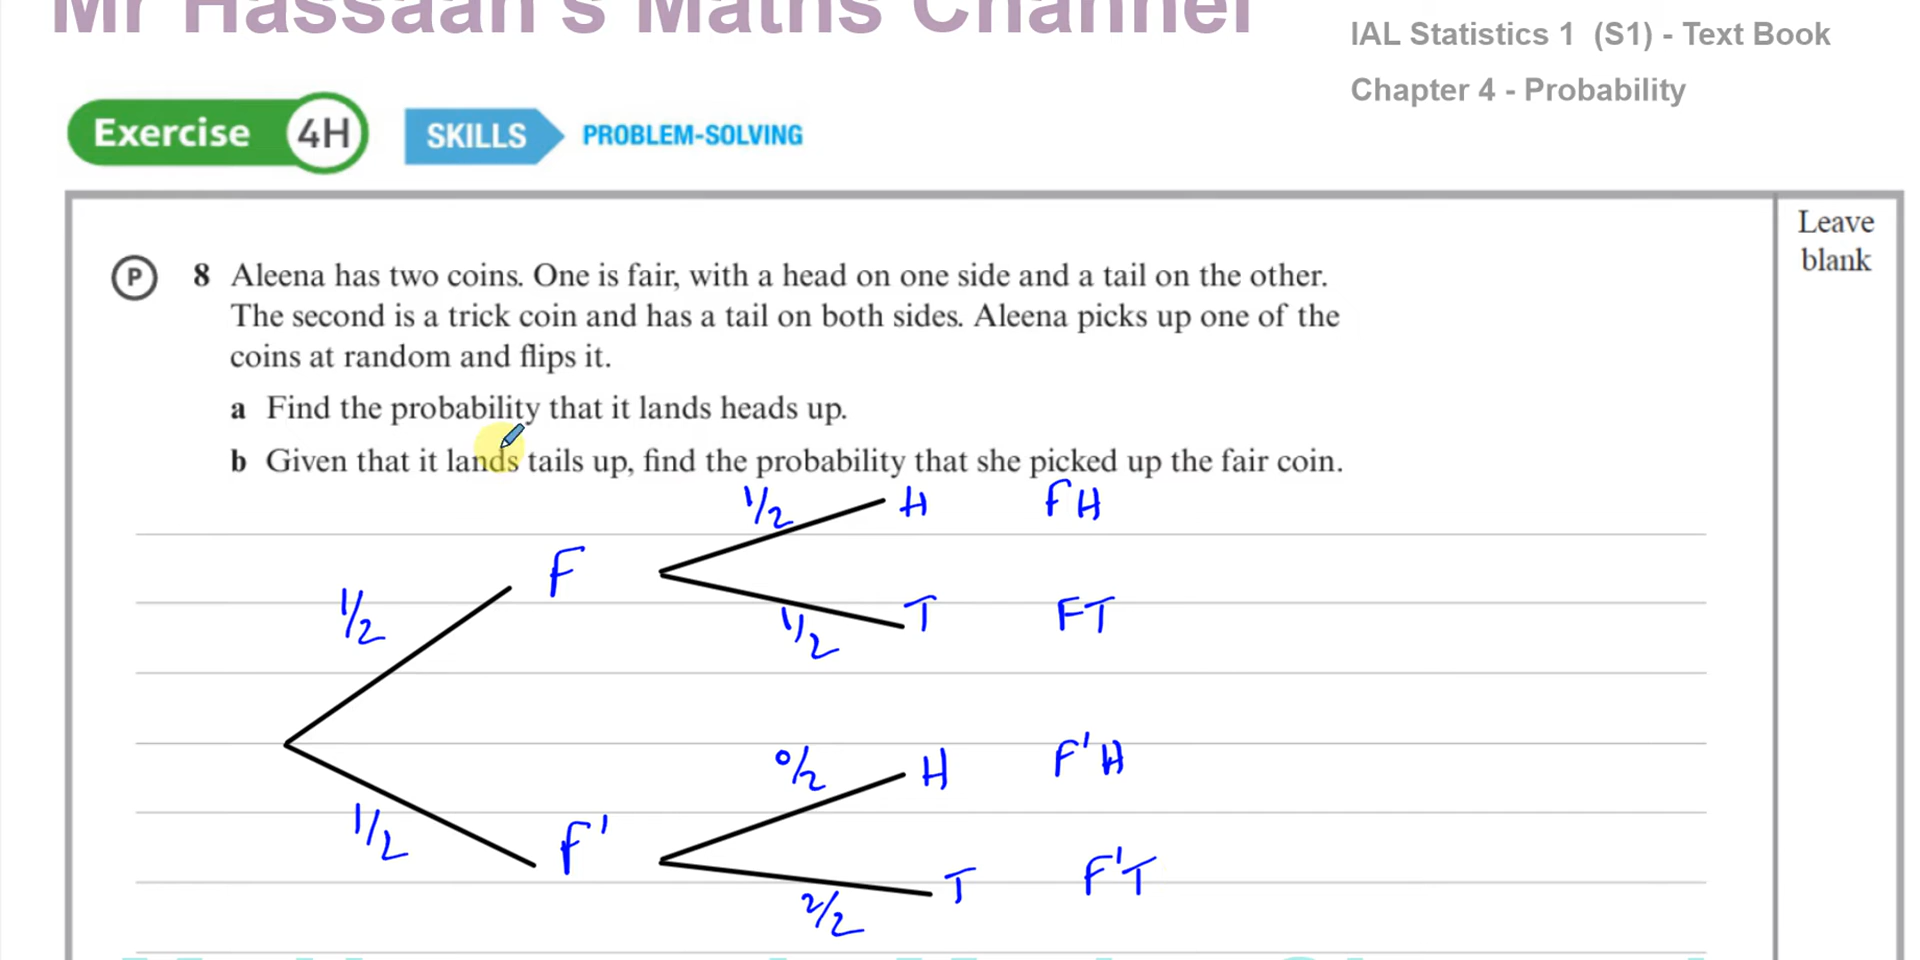 Mr Hassaan's Maths Channel
IAL Statistics 1 (S1) - Text Book
Chapter 4 - Probability
Exercise 4H SKILLS PROBLEM-SOLVING
Leave
blank
P 8 Aleena has two coins. One is fair, with a head on one side and a tail on the other.
The second is a trick coin and has a tail on both sides. Aleena picks up one of the
coins at random and flips it.
a Find the probability that it lands heads up.
b Given that it lands tails up, find the probability that she picked up the fair coin.
1/2 H FH
F
1/2 1/2 T FT
0/2 H F'H
1/2 F'
2/2 T F'T